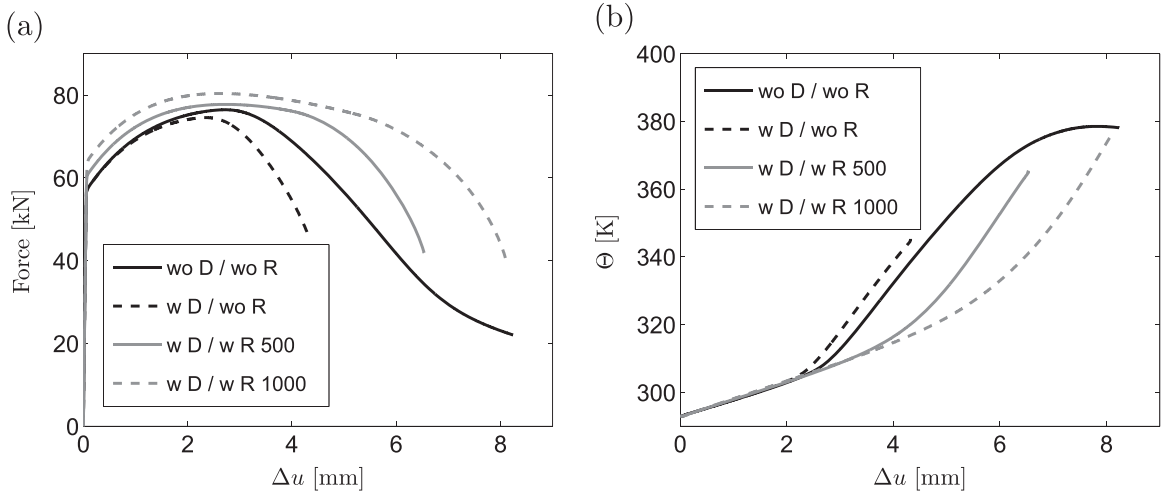 (a)
80
60
40
20
0
0
2
4
6
8
Force [kN]
Δu [mm]
wo D / wo R
w D / wo R
w D / w R 500
w D / w R 1000
(b)
400
380
360
340
320
300
0
2
4
6
8
Θ [K]
Δu [mm]
wo D / wo R
w D / wo R
w D / w R 500
w D / w R 1000